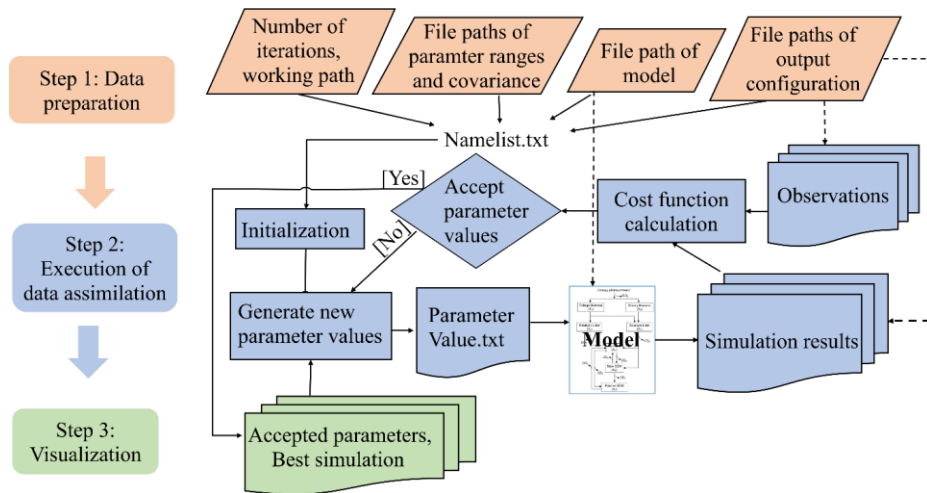 Step 1: Data
preparation
Step 2:
Execution of
data assimilation
Step 3:
Visualization
Number of
iterations,
working path
File paths of
paramter ranges
and covariance
File path of
model
File paths of
output
configuration
Namelist.txt
[Yes]
Accept
parameter
values
[No]
Initialization
Cost function
calculation
Observations
Generate new
parameter values
Parameter
Value.txt
Model
Simulation results
Accepted parameters,
Best simulation